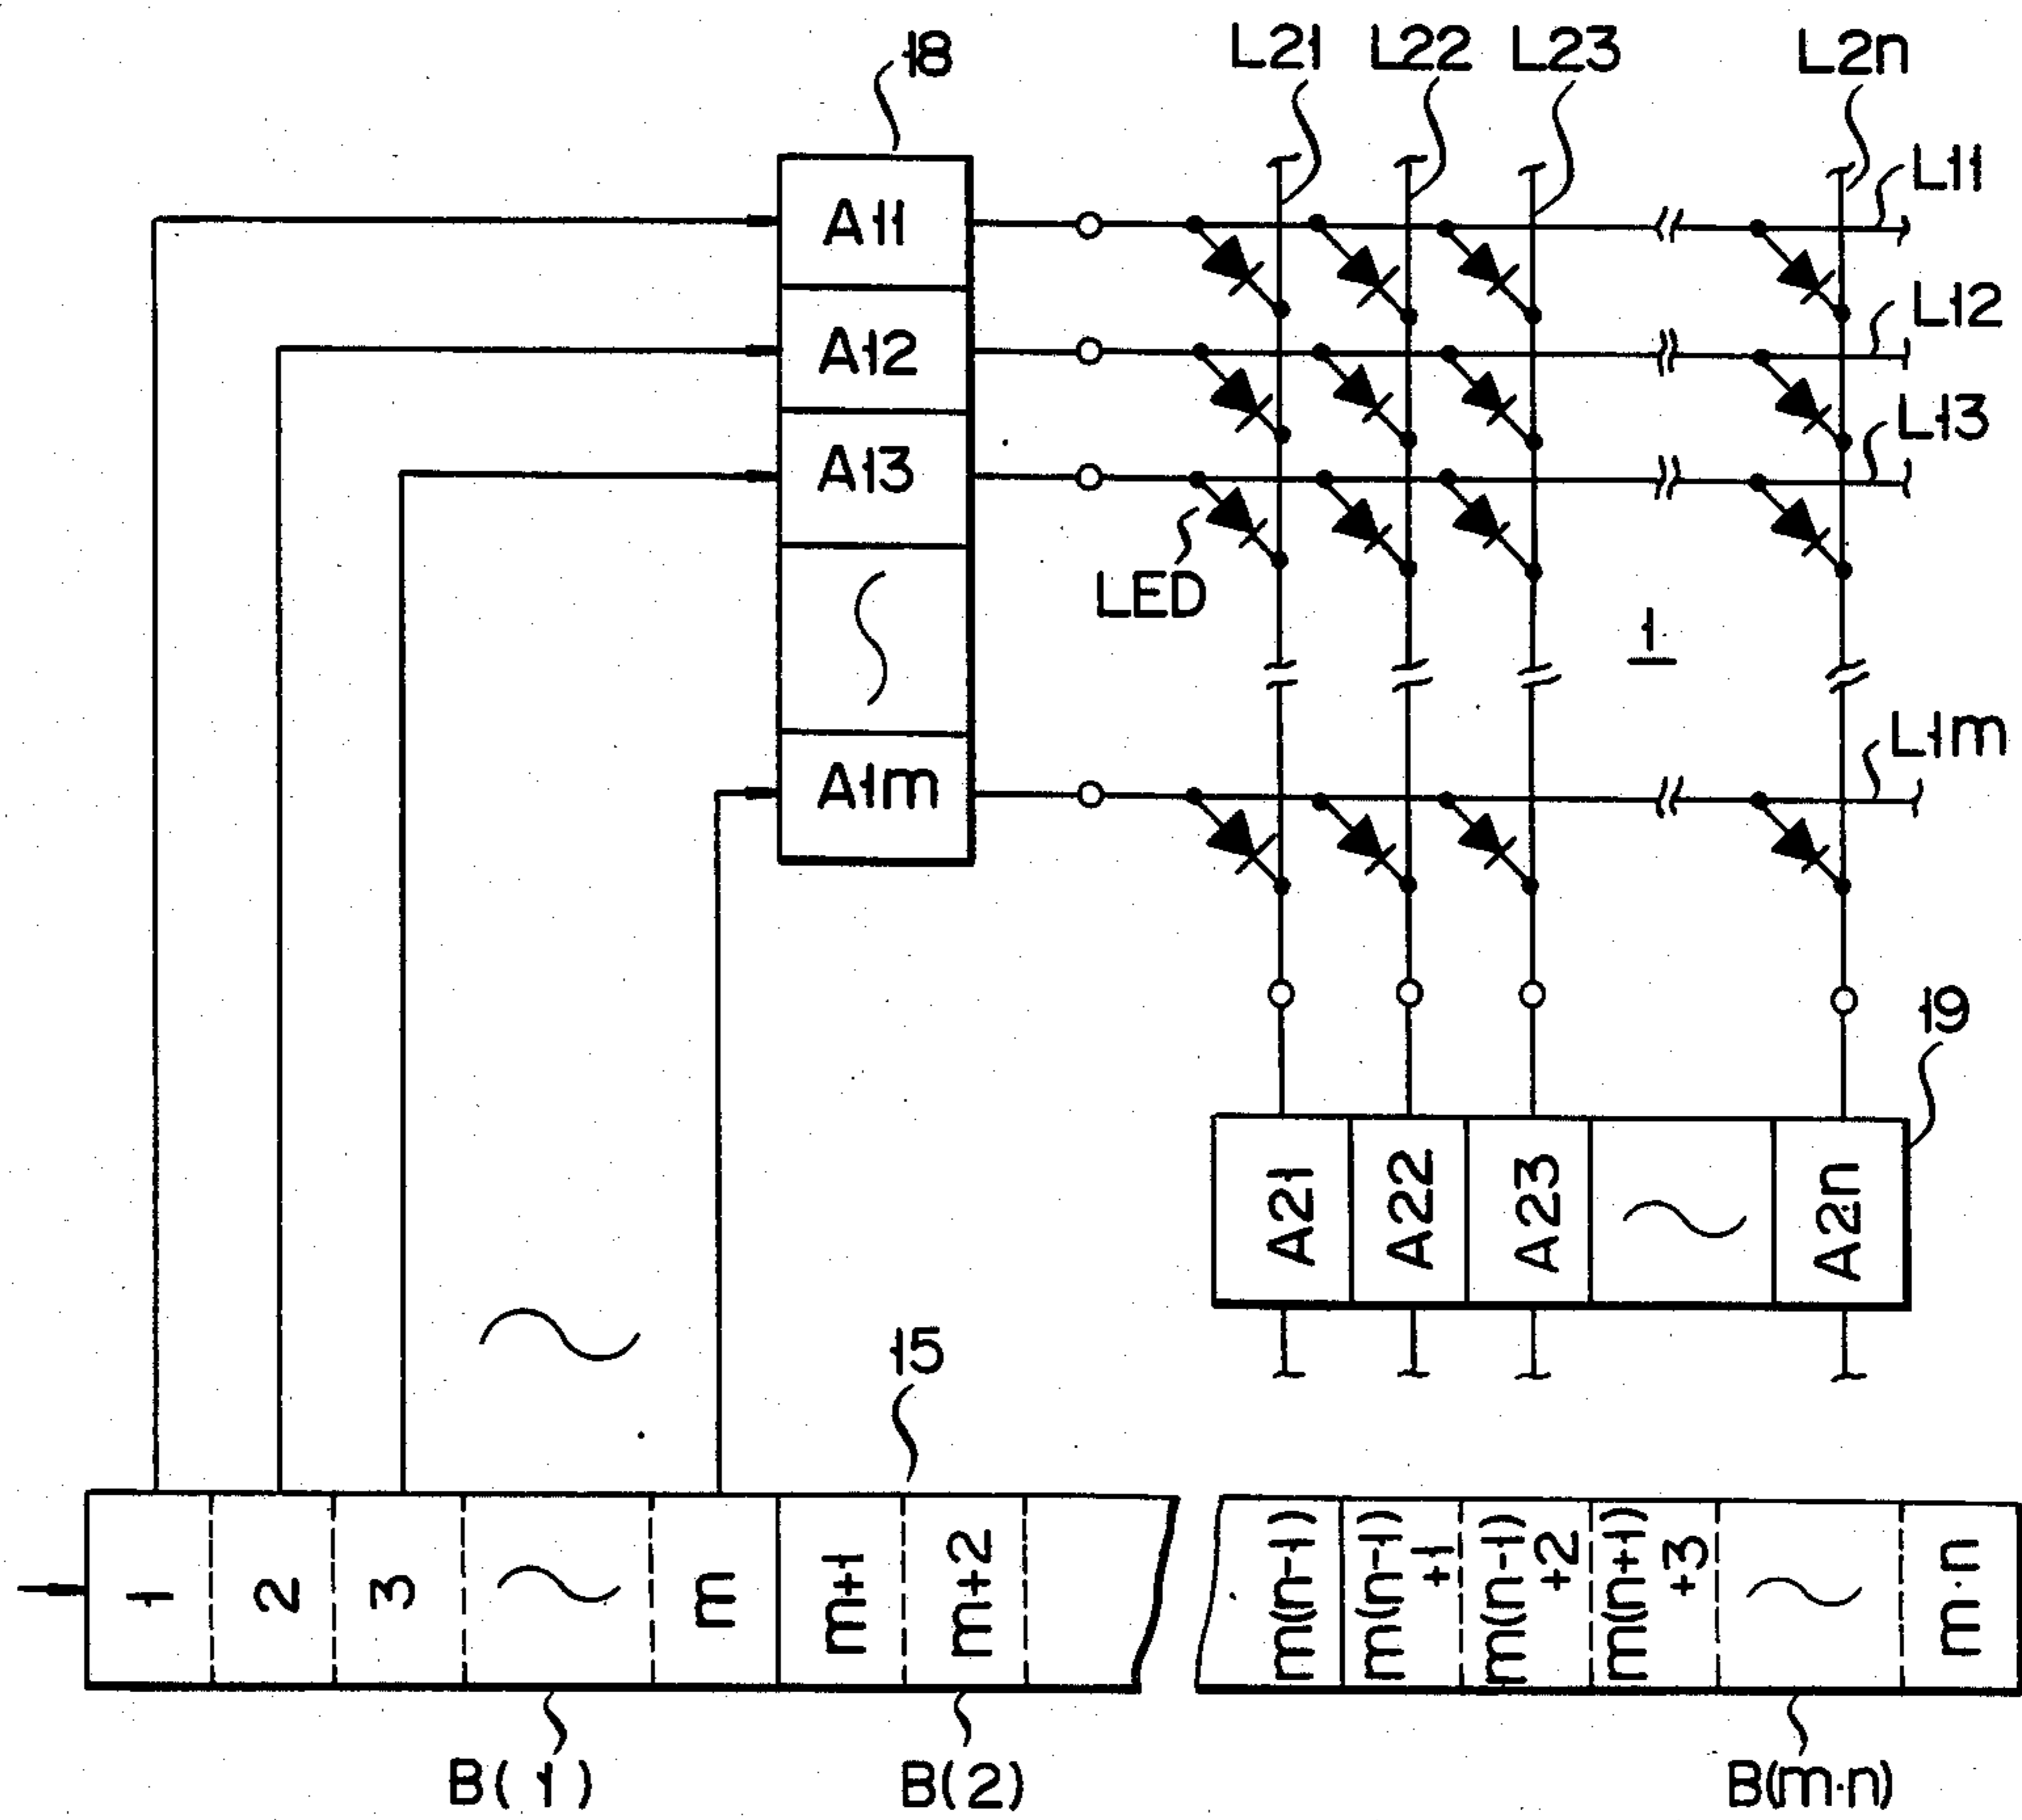 18
L21 L22 L23 L2n
L11
A11
L12
A12
L13
A13
LED
1
L1m
A1m
19
A21 A22 A23 A2n
15
1 2 3 m m+1 m+2 m(n-1) m(n-1)+1 m(n-1)+2 m(n+1)+3 m·n
B(1) B(2) B(m·n)